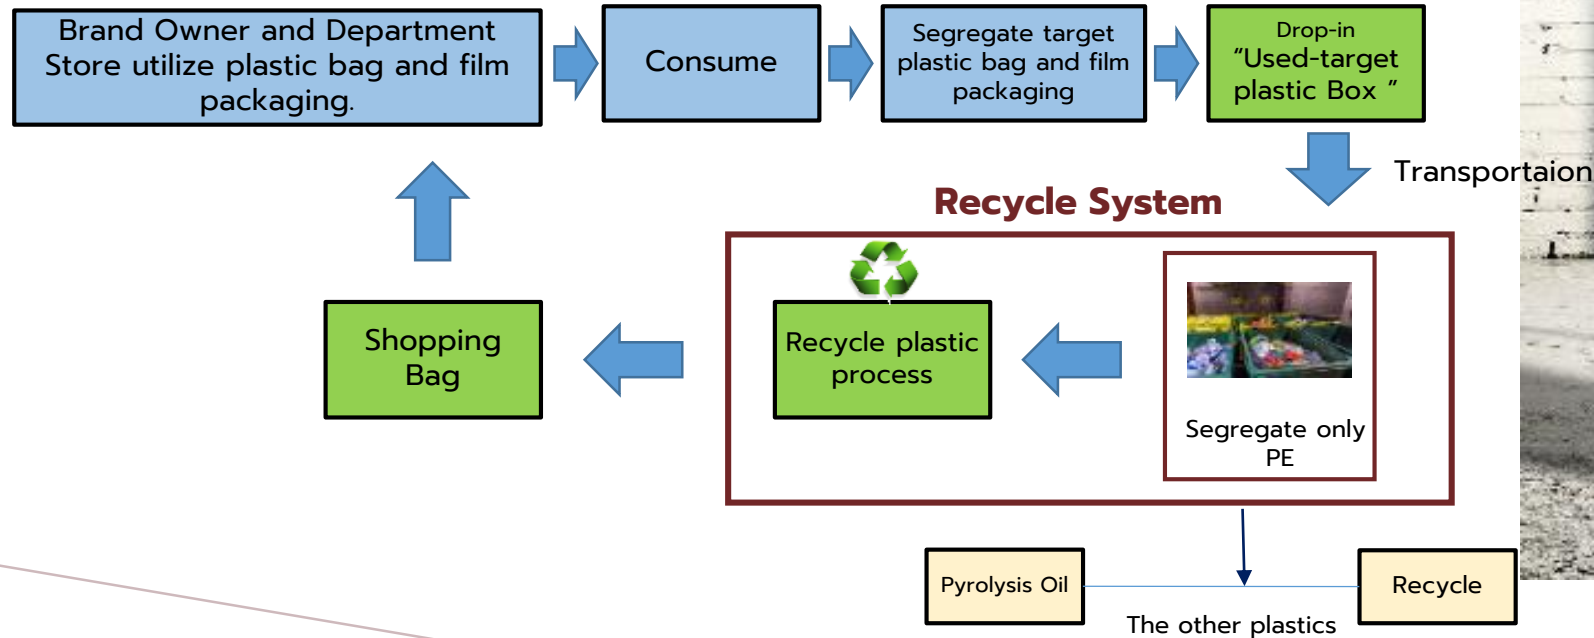 Brand Owner and Department
Store utilize plastic bag and film
packaging.
Consume
Segregate target
plastic bag and film
packaging
Drop-in
"Used-target
plastic Box "
Transportaion
Recycle System
Shopping
Bag
Recycle plastic
process
Segregate only
PE
Pyrolysis Oil
Recycle
The other plastics